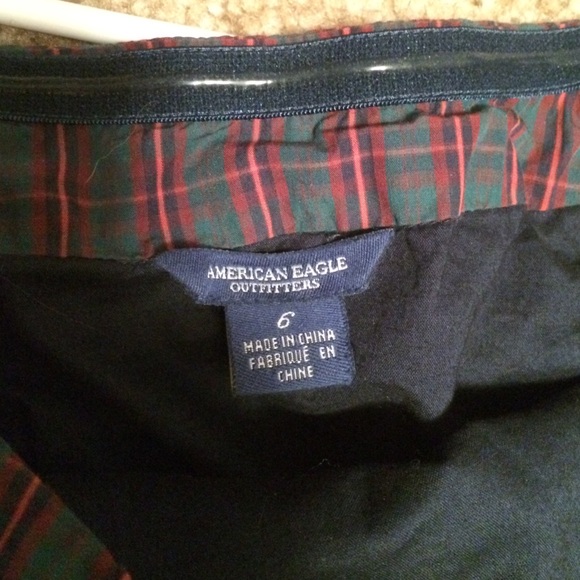 AMERICAN EAGLE
OUTFITTERS
6
MADE IN CHINA
FABRIQUÉ EN
CHINE